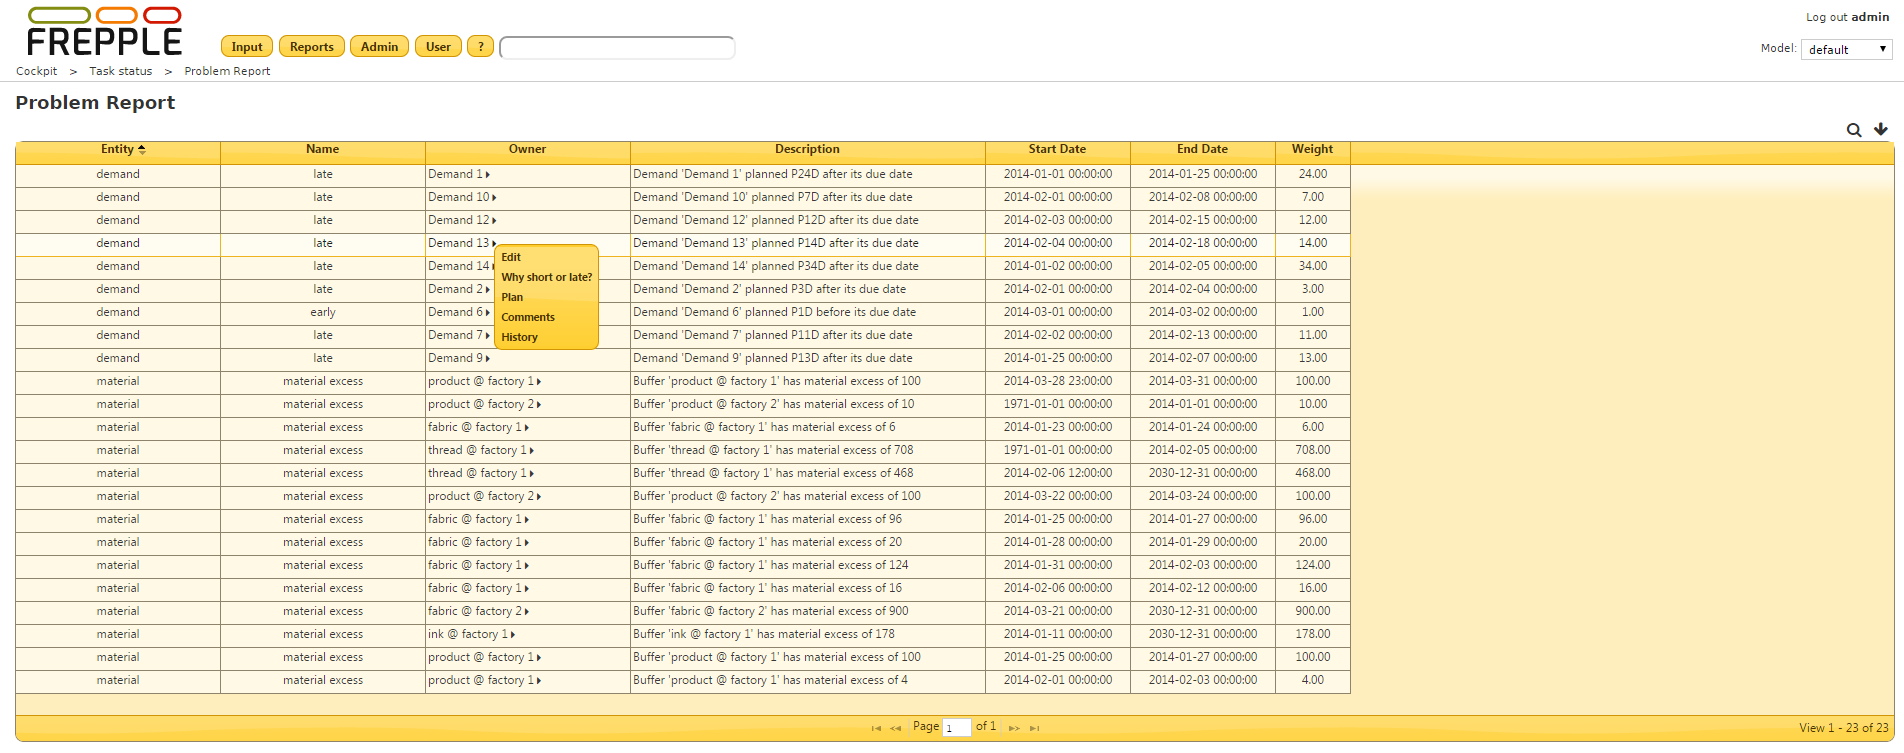 FREPPLE
Input Reports Admin User ?
Log out admin
Model: default
Cockpit > Task status > Problem Report
Problem Report
Entity Name Owner Description Start Date End Date Weight
demand late Demand 1 Demand 'Demand 1' planned P24D after its due date 2014-01-01 00:00:00 2014-01-25 00:00:00 24.00
demand late Demand 10 Demand 'Demand 10' planned P7D after its due date 2014-02-01 00:00:00 2014-02-08 00:00:00 7.00
demand late Demand 12 Demand 'Demand 12' planned P12D after its due date 2014-02-03 00:00:00 2014-02-15 00:00:00 12.00
demand late Demand 13 Demand 'Demand 13' planned P14D after its due date 2014-02-04 00:00:00 2014-02-18 00:00:00 14.00
demand late Demand 14 Demand 'Demand 14' planned P34D after its due date 2014-01-02 00:00:00 2014-02-05 00:00:00 34.00
demand late Demand 2 Demand 'Demand 2' planned P3D after its due date 2014-02-01 00:00:00 2014-02-04 00:00:00 3.00
demand early Demand 6 Demand 'Demand 6' planned P1D before its due date 2014-03-01 00:00:00 2014-03-02 00:00:00 1.00
demand late Demand 7 Demand 'Demand 7' planned P11D after its due date 2014-02-02 00:00:00 2014-02-13 00:00:00 11.00
demand late Demand 9 Demand 'Demand 9' planned P13D after its due date 2014-01-25 00:00:00 2014-02-07 00:00:00 13.00
Edit
Why short or late?
Plan
Comments
History
material material excess product @ factory 1 Buffer 'product @ factory 1' has material excess of 100 2014-03-28 23:00:00 2014-03-31 00:00:00 100.00
material material excess product @ factory 2 Buffer 'product @ factory 2' has material excess of 10 1971-01-01 00:00:00 2014-01-01 00:00:00 10.00
material material excess fabric @ factory 1 Buffer 'fabric @ factory 1' has material excess of 6 2014-01-23 00:00:00 2014-01-24 00:00:00 6.00
material material excess thread @ factory 1 Buffer 'thread @ factory 1' has material excess of 708 1971-01-01 00:00:00 2014-02-05 00:00:00 708.00
material material excess thread @ factory 1 Buffer 'thread @ factory 1' has material excess of 468 2014-02-06 12:00:00 2030-12-31 00:00:00 468.00
material material excess product @ factory 2 Buffer 'product @ factory 2' has material excess of 100 2014-03-22 00:00:00 2014-03-24 00:00:00 100.00
material material excess fabric @ factory 1 Buffer 'fabric @ factory 1' has material excess of 96 2014-01-25 00:00:00 2014-01-27 00:00:00 96.00
material material excess fabric @ factory 1 Buffer 'fabric @ factory 1' has material excess of 20 2014-01-28 00:00:00 2014-01-29 00:00:00 20.00
material material excess fabric @ factory 1 Buffer 'fabric @ factory 1' has material excess of 124 2014-01-31 00:00:00 2014-02-03 00:00:00 124.00
material material excess fabric @ factory 1 Buffer 'fabric @ factory 1' has material excess of 16 2014-02-06 00:00:00 2014-02-12 00:00:00 16.00
material material excess fabric @ factory 2 Buffer 'fabric @ factory 2' has material excess of 900 2014-03-21 00:00:00 2030-12-31 00:00:00 900.00
material material excess ink @ factory 1 Buffer 'ink @ factory 1' has material excess of 178 2014-01-11 00:00:00 2030-12-31 00:00:00 178.00
material material excess product @ factory 1 Buffer 'product @ factory 1' has material excess of 100 2014-01-25 00:00:00 2014-01-27 00:00:00 100.00
material material excess product @ factory 1 Buffer 'product @ factory 1' has material excess of 4 2014-02-01 00:00:00 2014-02-03 00:00:00 4.00
Page 1 of 1
View 1 - 23 of 23